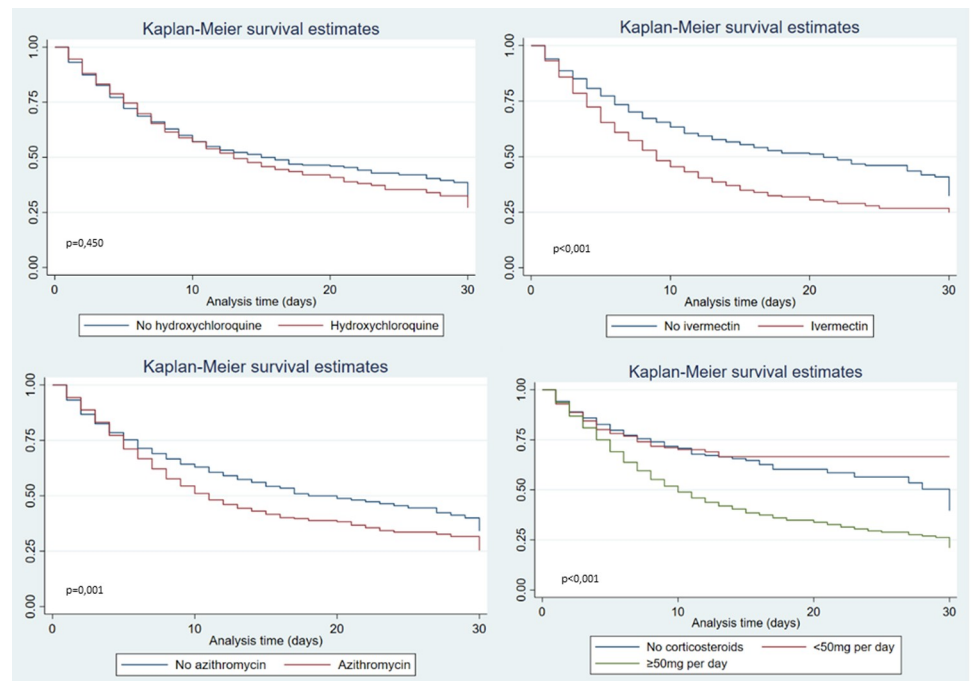 Kaplan-Meier survival estimates
1.00
0.75
0.50
0.25
0.00
p=0,450
0 10 20 30
Analysis time (days)
No hydroxychloroquine Hydroxychloroquine
Kaplan-Meier survival estimates
1.00
0.75
0.50
0.25
0.00
p<0,001
0 10 20 30
Analysis time (days)
No ivermectin Ivermectin
Kaplan-Meier survival estimates
1.00
0.75
0.50
0.25
0.00
p=0,001
0 10 20 30
Analysis time (days)
No azithromycin Azithromycin
Kaplan-Meier survival estimates
1.00
0.75
0.50
0.25
0.00
p<0,001
0 10 20 30
Analysis time (days)
No corticosteroids <50mg per day
≥50mg per day